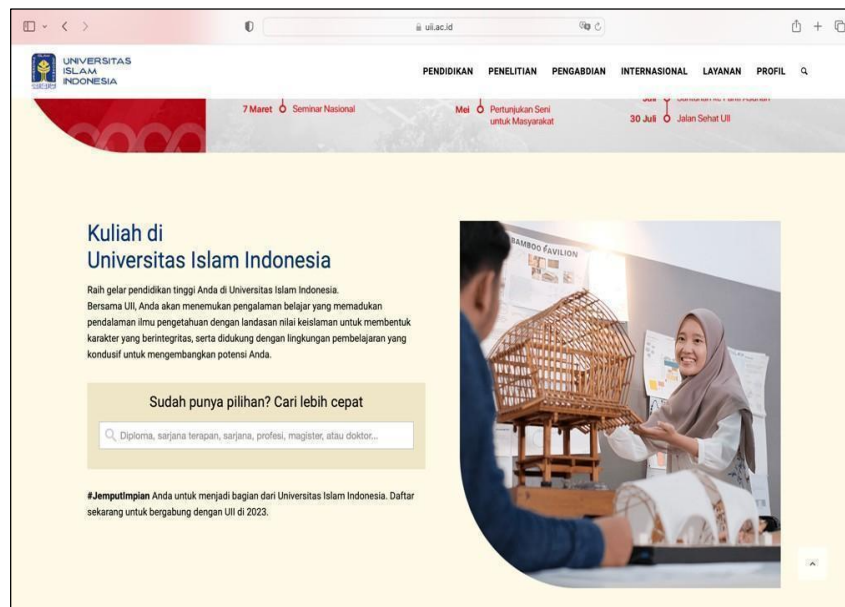 uii.ac.id
UNIVERSITAS
ISLAM
INDONESIA
PENDIDIKAN PENELITIAN PENGABDIAN INTERNASIONAL LAYANAN PROFIL
7 Maret Seminar Nasional
Mei Pertunjukan Seni
untuk Masyarakat
30 Juli Jalan Sehat UII
Kuliah di
Universitas Islam Indonesia
Raih gelar pendidikan tinggi Anda di Universitas Islam Indonesia.
Bersama UII, Anda akan menemukan pengalaman belajar yang memadukan
pendalaman ilmu pengetahuan dengan landasan nilai keislaman untuk membentuk
karakter yang berintegritas, serta didukung dengan lingkungan pembelajaran yang
kondusif untuk mengembangkan potensi Anda.
Sudah punya pilihan? Cari lebih cepat
Diploma, sarjana terapan, sarjana, profesi, magister, atau doktor...
#JemputImpian Anda untuk menjadi bagian dari Universitas Islam Indonesia. Daftar
sekarang untuk bergabung dengan UII di 2023.
BAMBOO PAVILION